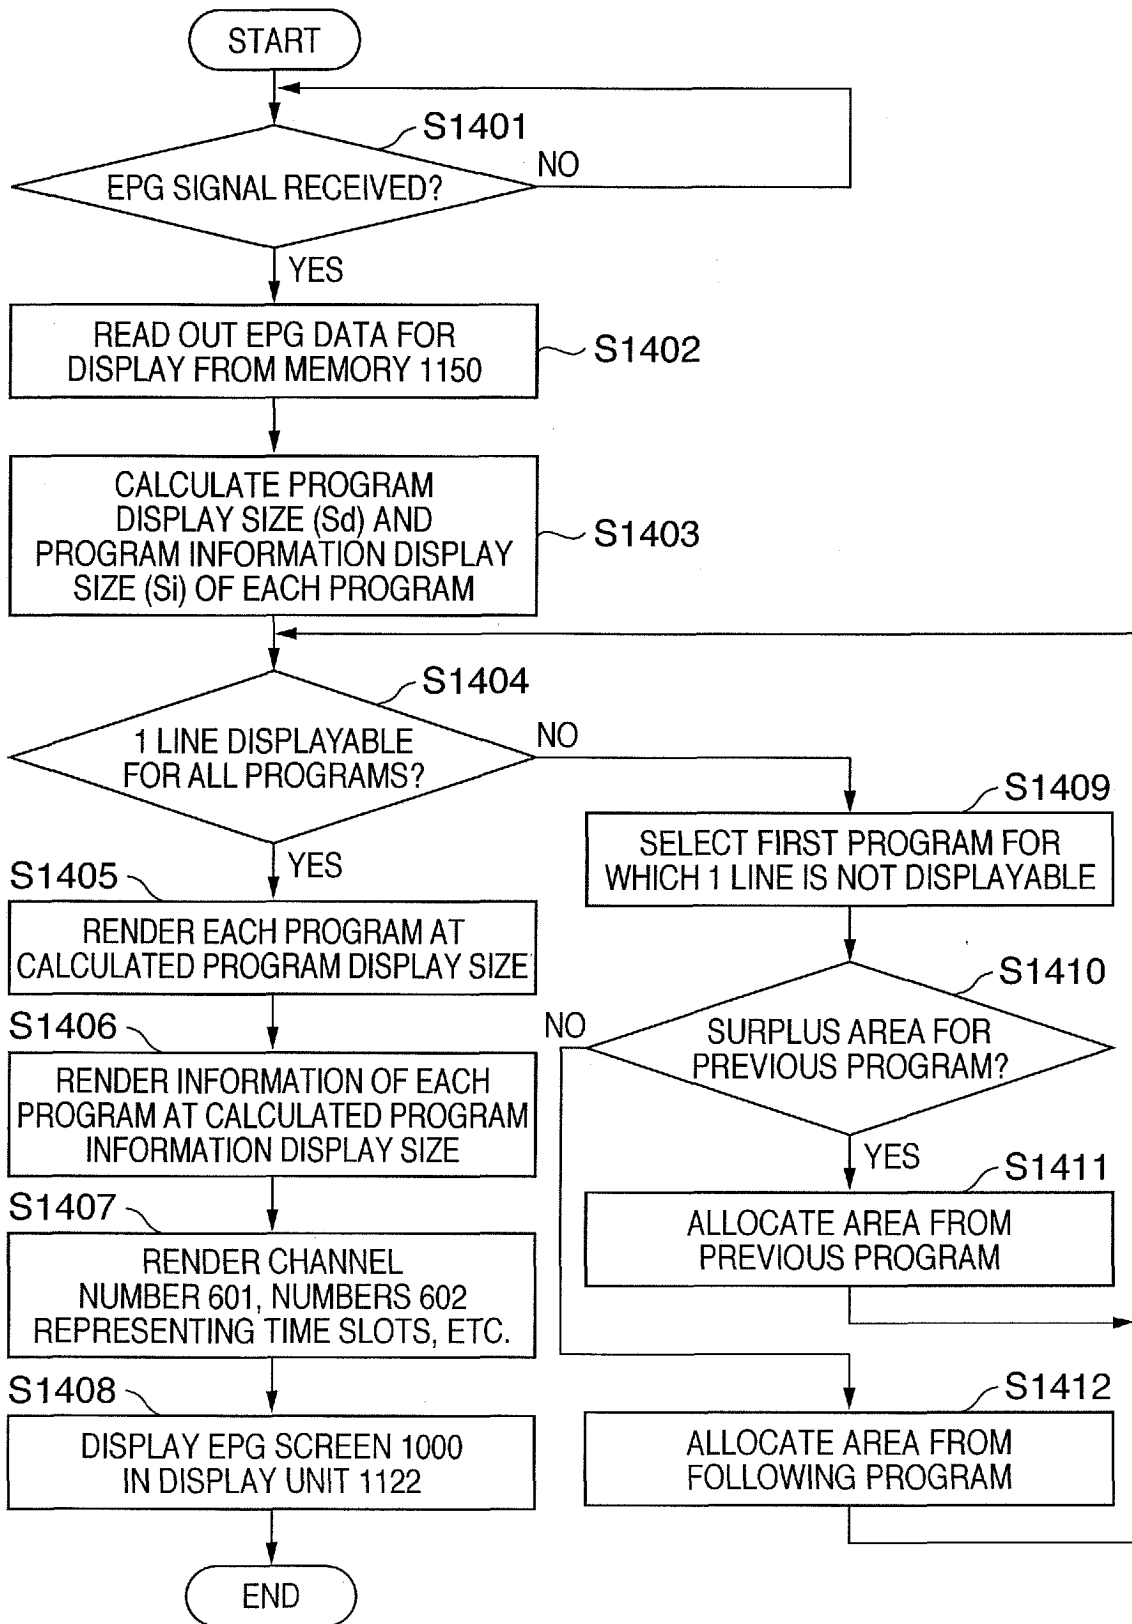 START
S1401
EPG SIGNAL RECEIVED?
NO
YES
READ OUT EPG DATA FOR
DISPLAY FROM MEMORY 1150
S1402
CALCULATE PROGRAM
DISPLAY SIZE (Sd) AND
PROGRAM INFORMATION DISPLAY
SIZE (Si) OF EACH PROGRAM
S1403
S1404
1 LINE DISPLAYABLE
FOR ALL PROGRAMS?
NO
YES
S1405
RENDER EACH PROGRAM AT
CALCULATED PROGRAM DISPLAY SIZE
S1406
RENDER INFORMATION OF EACH
PROGRAM AT CALCULATED PROGRAM
INFORMATION DISPLAY SIZE
S1407
RENDER CHANNEL
NUMBER 601, NUMBERS 602
REPRESENTING TIME SLOTS, ETC.
S1408
DISPLAY EPG SCREEN 1000
IN DISPLAY UNIT 1122
END
S1409
SELECT FIRST PROGRAM FOR
WHICH 1 LINE IS NOT DISPLAYABLE
S1410
SURPLUS AREA FOR
PREVIOUS PROGRAM?
NO
YES
S1411
ALLOCATE AREA FROM
PREVIOUS PROGRAM
S1412
ALLOCATE AREA FROM
FOLLOWING PROGRAM